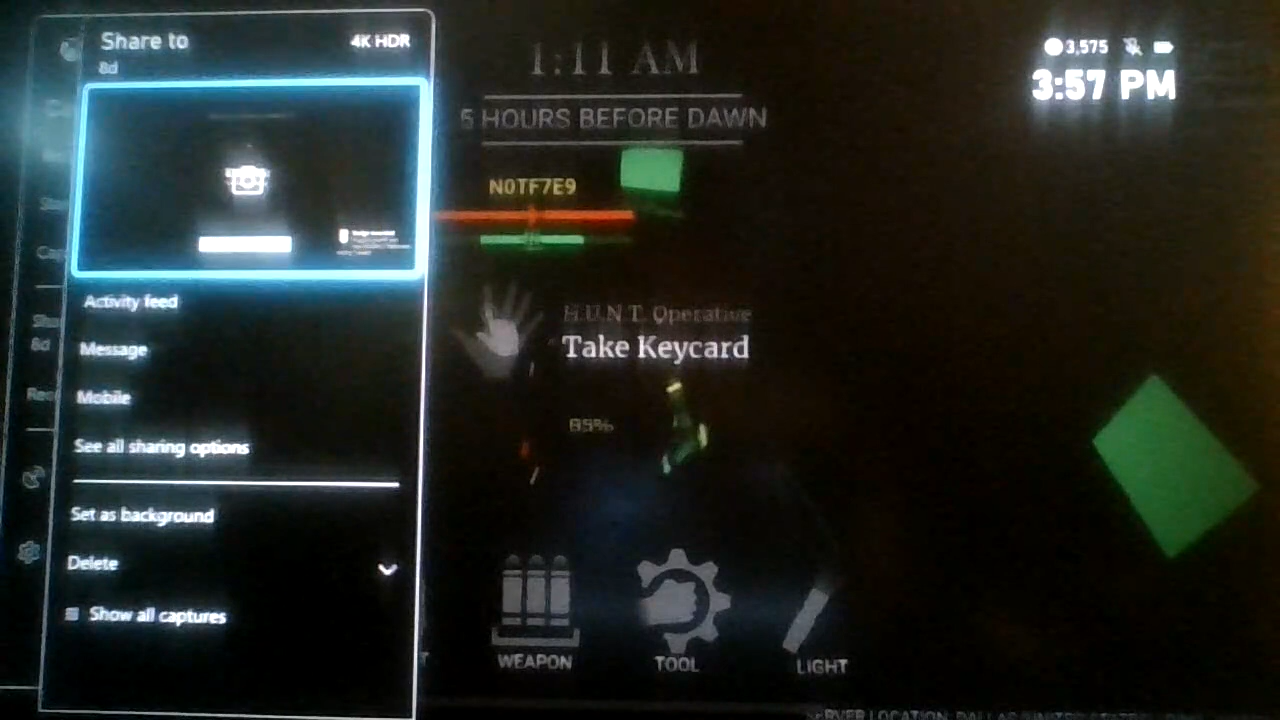 Share to
4K HDR
8d
Activity feed
Message
Mobile
See all sharing options
Set as background
Delete
Show all captures
8d
1:11 AM
5 HOURS BEFORE DAWN
N0TF7E9
H.U.N.T. Operative
Take Keycard
85%
WEAPON
TOOL
LIGHT
3,575
3:57 PM